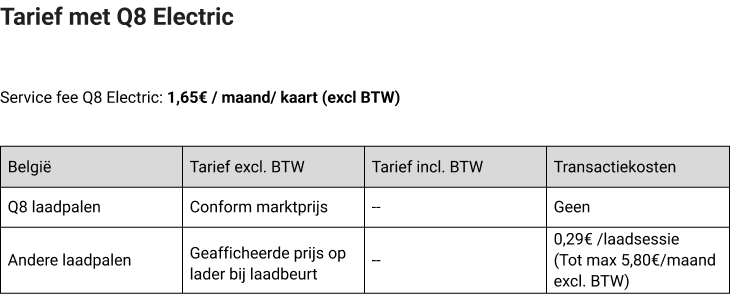 Tarief met Q8 Electric
Service fee Q8 Electric: 1,65€ / maand/ kaart (excl BTW)
België Tarief excl. BTW Tarief incl. BTW Transactiekosten
Q8 laadpalen Conform marktprijs -- Geen
Andere laadpalen Geafficheerde prijs op
lader bij laadbeurt -- 0,29€ /laadsessie
(Tot max 5,80€/maand
excl. BTW)